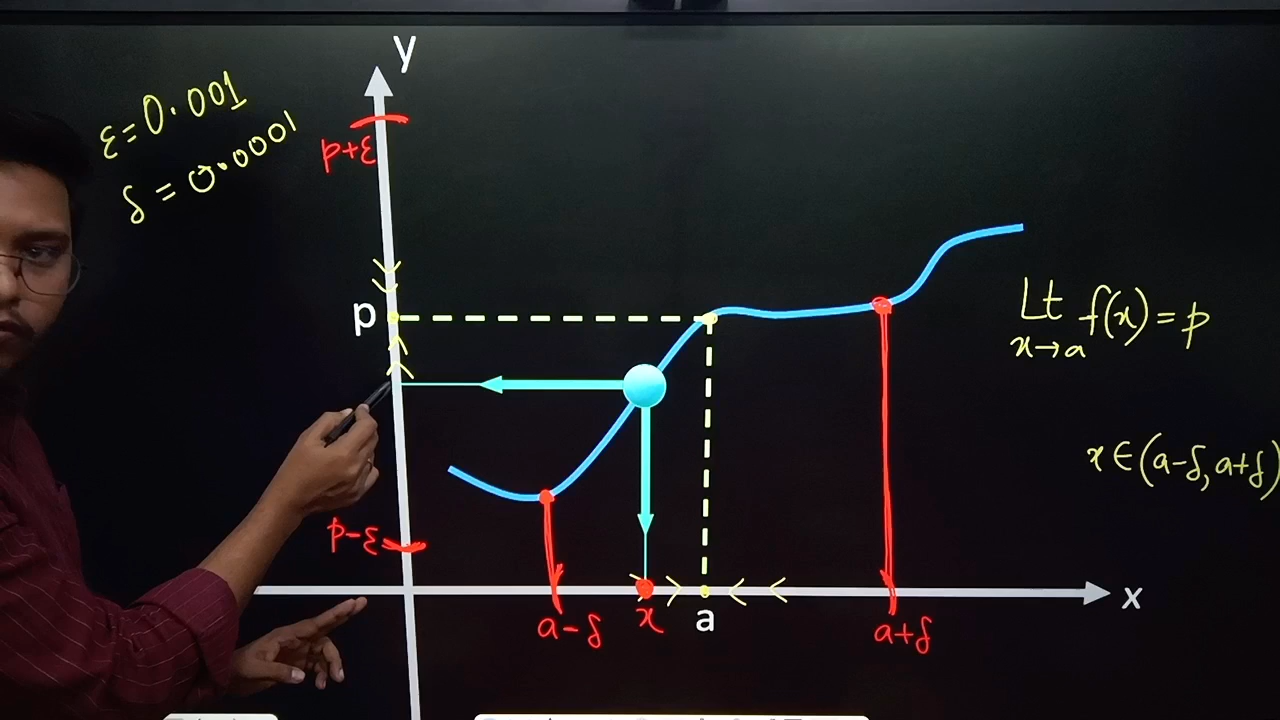 y
ε=0.001
δ=0.0001
p+ε
p
Lt f(x)=p
x→a
x∈(a-δ,a+δ)
p-ε
x
a-δ
x
a
a+δ